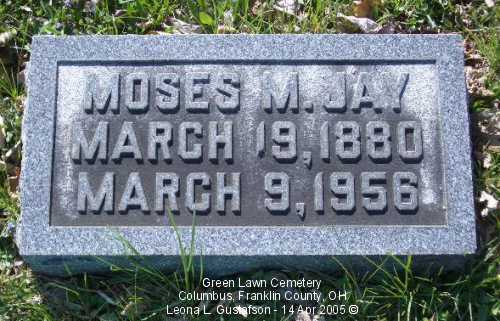 MOSES M. JAY
MARCH 19, 1880
MARCH 9, 1956
Green Lawn Cemetery
Columbus, Franklin County, OH
Leona L. Gustafson - 14 Apr 2005 ©